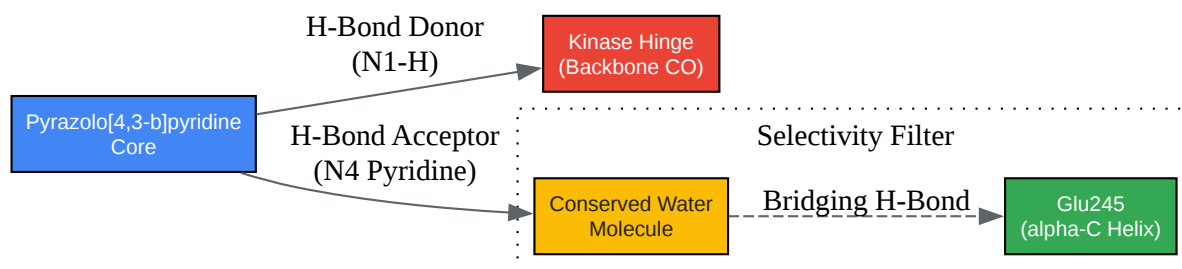 H-Bond Donor
(N1-H)
Kinase Hinge
(Backbone CO)
Pyrazolo[4,3-b]pyridine
Core
H-Bond Acceptor
(N4 Pyridine)
Selectivity Filter
Conserved Water
Molecule
Bridging H-Bond
Glu245
(alpha-C Helix)